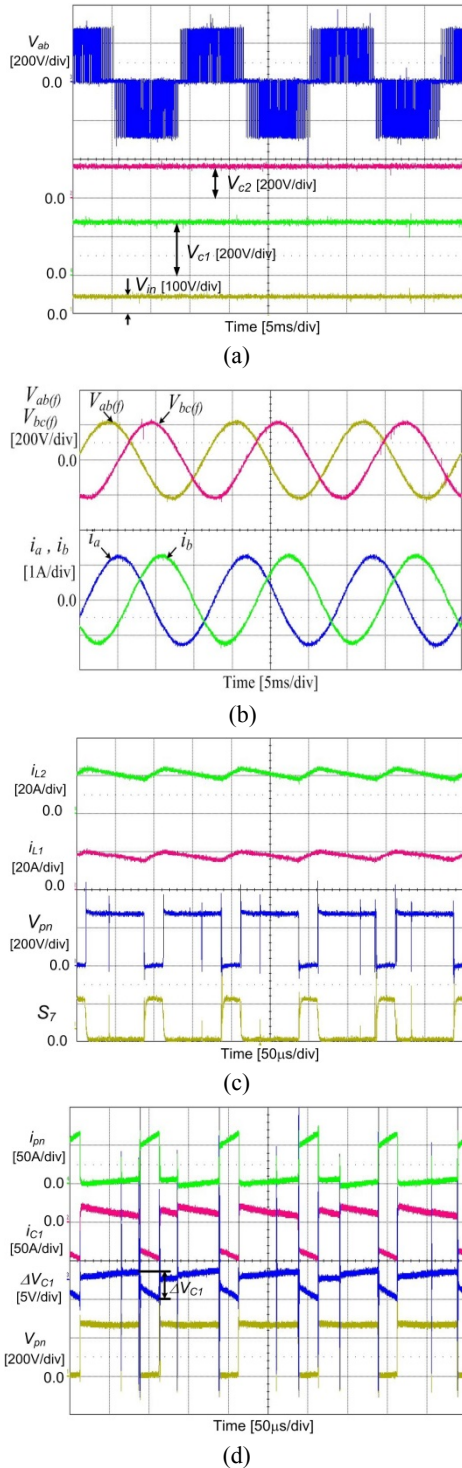 Vab
[200V/div]
0.0
0.0
Vc2 [200V/div]
Vc1 [200V/div]
0.0
Vin [100V/div]
0.0
Time [5ms/div]
(a)
Vab(f)
Vbc(f)
[200V/div]
0.0
Vab(f)
Vbc(f)
ia , ib
[1A/div]
0.0
ia
ib
Time [5ms/div]
(b)
iL2
[20A/div]
0.0
iL1
[20A/div]
0.0
Vpn
[200V/div]
0.0
S7
0.0
Time [50µs/div]
(c)
ipn
[50A/div]
0.0
iC1
[50A/div]
0.0
ΔVC1
[5V/div]
ΔVC1
Vpn
[200V/div]
0.0
Time [50µs/div]
(d)